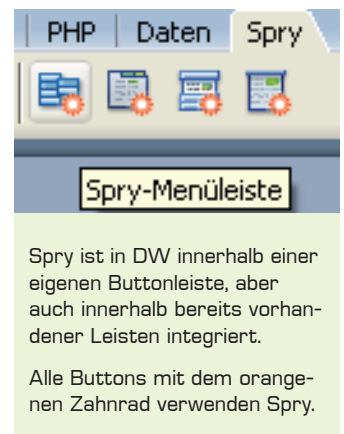 PHP Daten Spry
Spry-Menüleiste
Spry ist in DW innerhalb einer
eigenen Buttonleiste, aber
auch innerhalb bereits vorhan-
dener Leisten integriert.
Alle Buttons mit dem orange-
nen Zahnrad verwenden Spry.